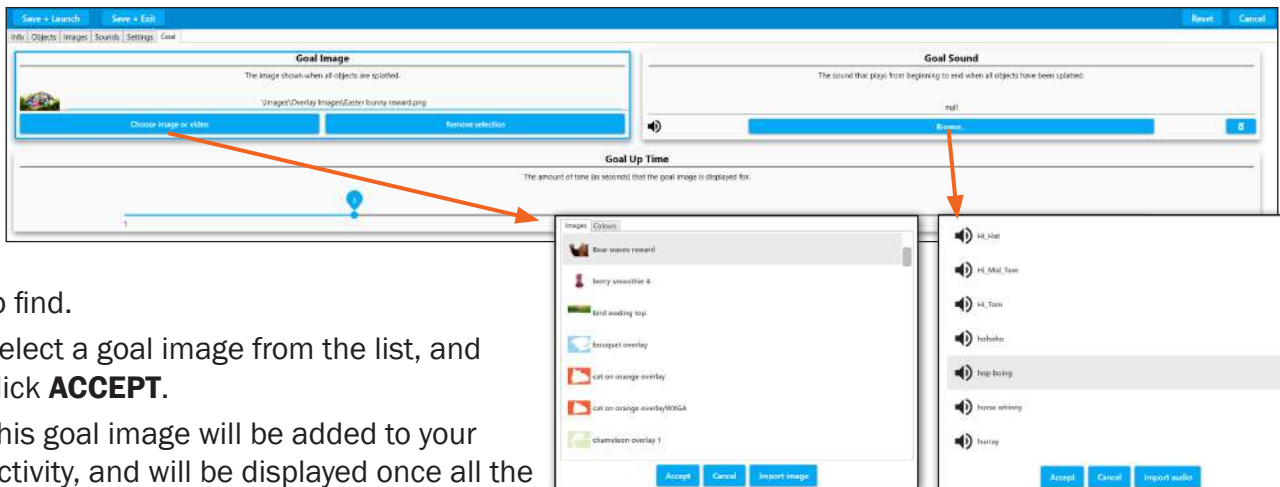 Save + Launch Save + Exit Reset Cancel
Info Objects Images Sounds Settings Goal
Goal Image
The image shown when all objects are splatted.
\Images\Overlay Images\Easter bunny reward.png
Choose image or video Remove selection
Goal Sound
The sound that plays from beginning to end when all objects have been splatted.
null
Browse...
Goal Up Time
The amount of time (in seconds) that the goal image is displayed for.
1
Images Colours
Bear waves reward
berry smoothie 4
bird wading top
bouquet overlay
cat on orange overlay
cat on orange overlayWXGA
chameleon overlay 1
Accept Cancel Import image
Hi_Hat
Hi_Mid_Tom
Hi_Tom
hohoho
hop boing
horse whinny
hurray
Accept Cancel Import audio
o find.
elect a goal image from the list, and
lick ACCEPT.
his goal image will be added to your
ctivity, and will be displayed once all the